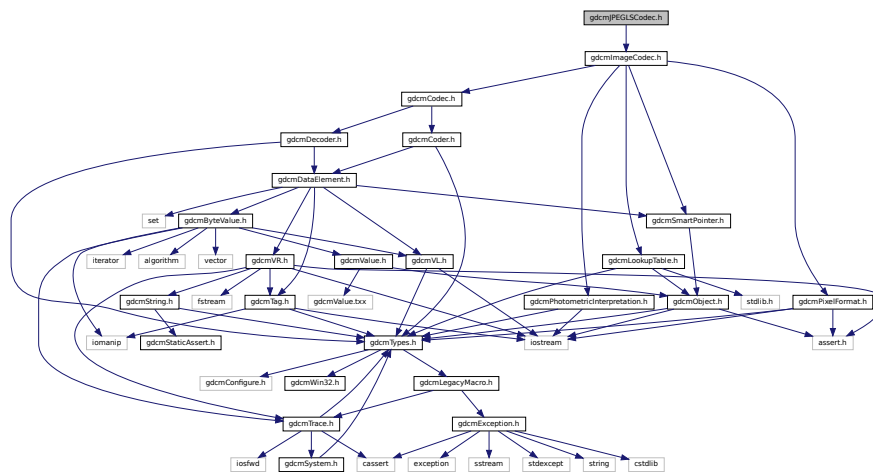 gdcmJPEGLSCodec.h
gdcmImageCodec.h
gdcmCodec.h
gdcmDecoder.h
gdcmCoder.h
gdcmDataElement.h
set
gdcmByteValue.h
gdcmSmartPointer.h
iterator
algorithm
vector
gdcmVR.h
gdcmValue.h
gdcmVL.h
gdcmLookupTable.h
gdcmString.h
fstream
gdcmTag.h
gdcmValue.txx
gdcmPhotometricInterpretation.h
gdcmObject.h
stdlib.h
gdcmPixelFormat.h
iomanip
gdcmStaticAssert.h
gdcmTypes.h
iostream
assert.h
gdcmConfigure.h
gdcmWin32.h
gdcmLegacyMacro.h
gdcmTrace.h
gdcmException.h
iosfwd
gdcmSystem.h
cassert
exception
sstream
stdexcept
string
cstdlib